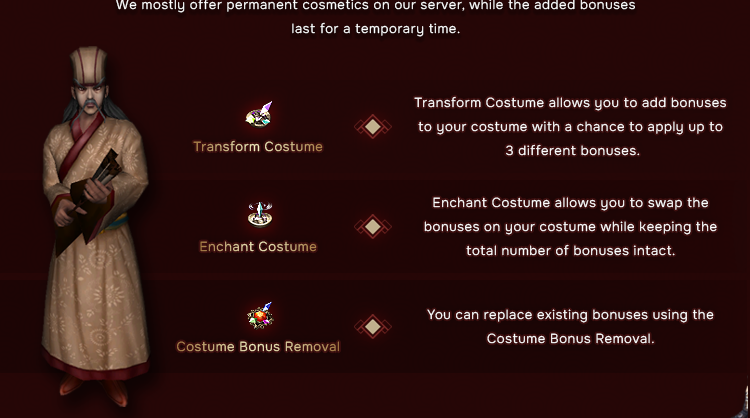 We mostly offer permanent cosmetics on our server, while the added bonuses
last for a temporary time.
Transform Costume
Transform Costume allows you to add bonuses
to your costume with a chance to apply up to
3 different bonuses.
Enchant Costume
Enchant Costume allows you to swap the
bonuses on your costume while keeping the
total number of bonuses intact.
Costume Bonus Removal
You can replace existing bonuses using the
Costume Bonus Removal.